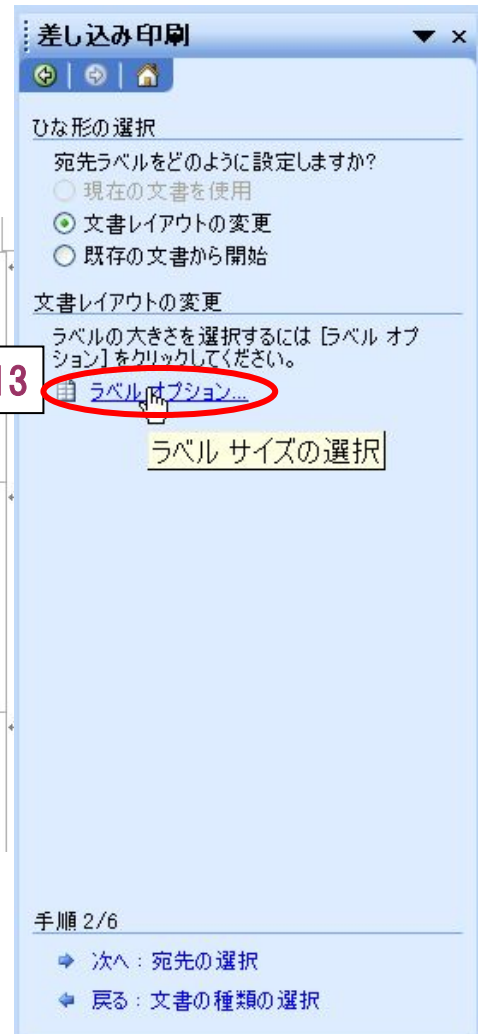 差し込み印刷
ひな形の選択
宛先ラベルをどのように設定しますか?
現在の文書を使用
文書レイアウトの変更
既存の文書から開始
文書レイアウトの変更
ラベルの大きさを選択するには [ラベル オプ
ション] をクリックしてください。
13
ラベル オプション...
ラベル サイズの選択
手順 2/6
次へ : 宛先の選択
戻る : 文書の種類の選択